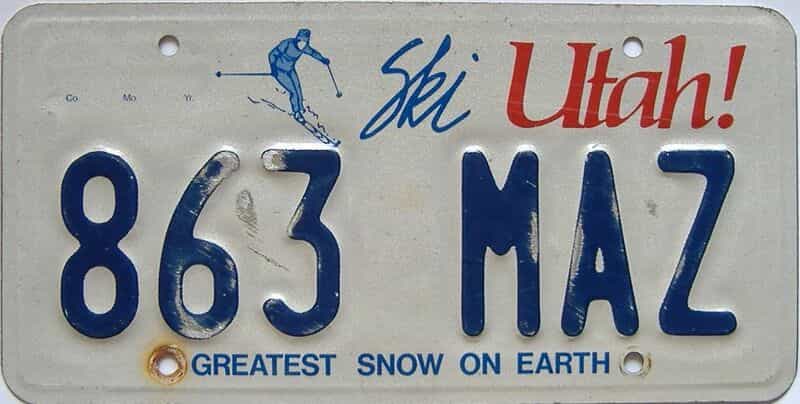 Ski Utah!
Co. Mo. Yr.
863 MAZ
GREATEST SNOW ON EARTH